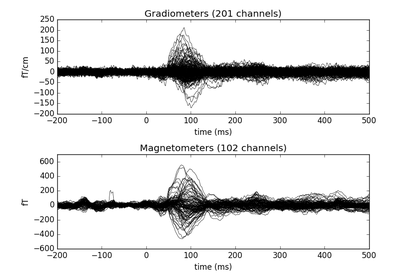 Gradiometers (201 channels)
250
200
150
100
50
0
−50
−100
−150
−200
fT/cm
−200 −100 0 100 200 300 400 500
time (ms)
Magnetometers (102 channels)
600
400
200
0
−200
−400
−600
fT
−200 −100 0 100 200 300 400 500
time (ms)